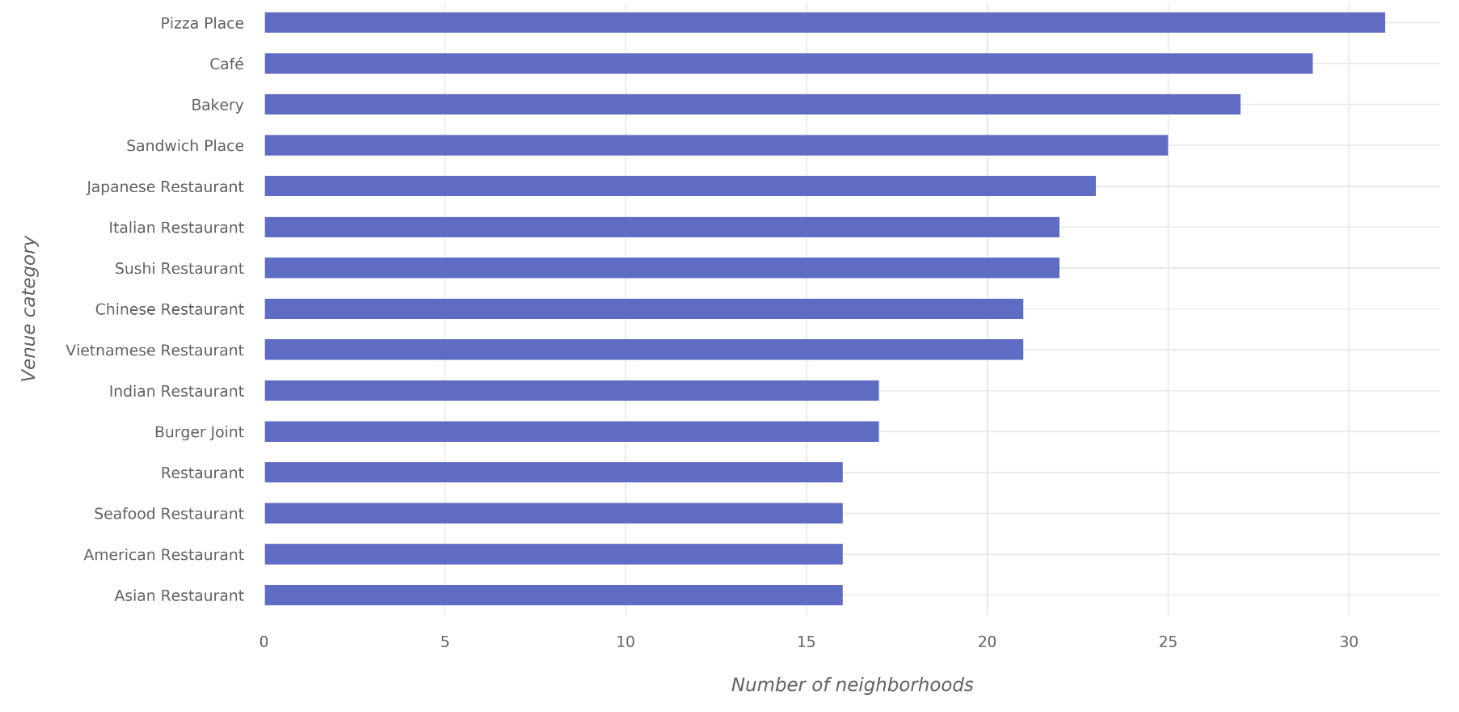 Pizza Place
Café
Bakery
Sandwich Place
Japanese Restaurant
Italian Restaurant
Sushi Restaurant
Chinese Restaurant
Vietnamese Restaurant
Indian Restaurant
Burger Joint
Restaurant
Seafood Restaurant
American Restaurant
Asian Restaurant
Venue category
0 5 10 15 20 25 30
Number of neighborhoods